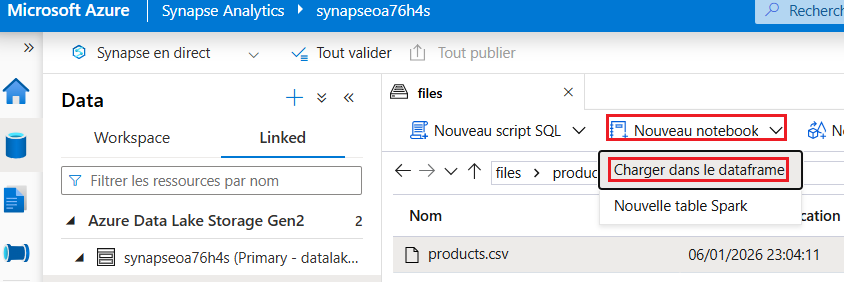 Microsoft Azure Synapse Analytics > synapseoa76h4s Recherch
» Synapse en direct Tout valider Tout publier
Data
files
Workspace Linked
Nouveau script SQL Nouveau notebook
Filtrer les ressources par nom
files > produc
Charger dans le dataframe
Nouvelle table Spark
Azure Data Lake Storage Gen2 2
Nom cation
synapseoa76h4s (Primary - datalak...
products.csv 06/01/2026 23:04:11